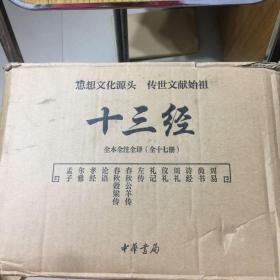 思想文化源头 传世文献始祖
十三经
全本全注全译（全十七册）
周易
尚书
诗经
周礼
仪礼
礼记
左传
春秋公羊传
春秋穀梁传
论语
孝经
尔雅
孟子
中華書局